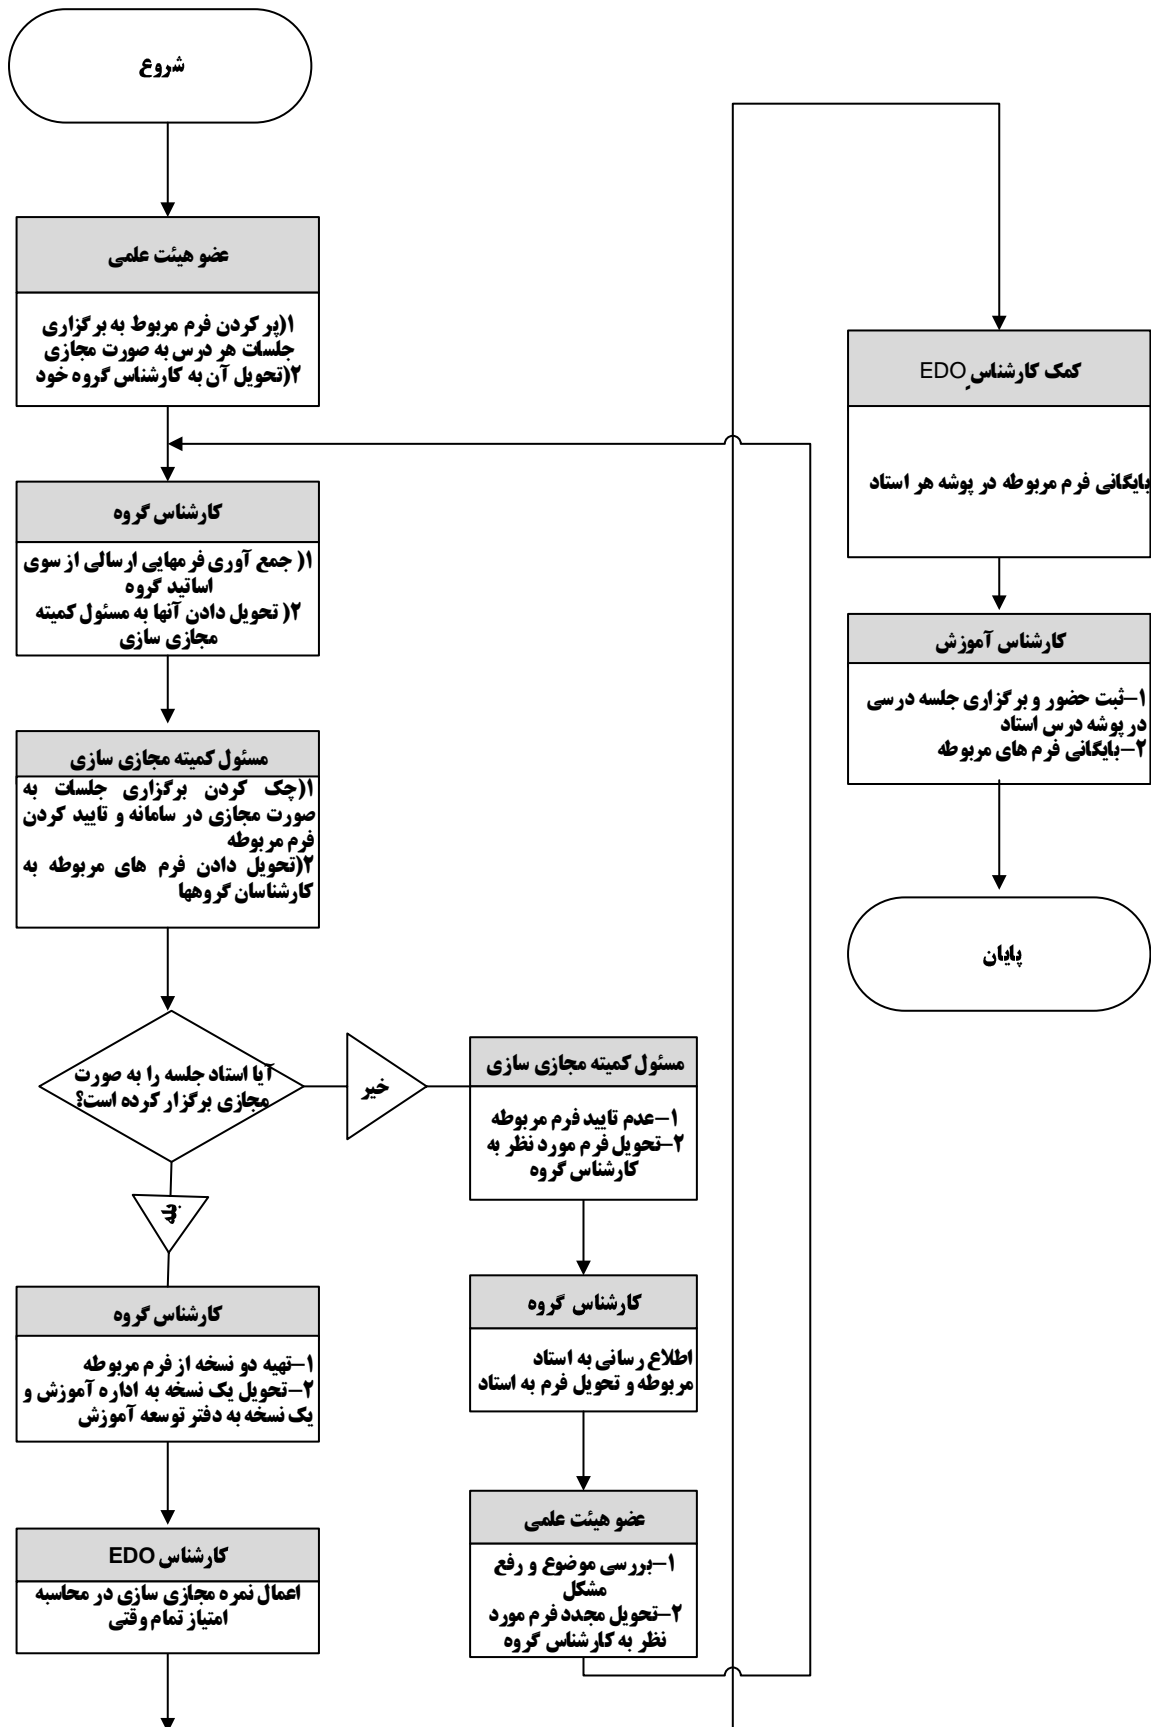 شروع
عضو هیئت علمی
۱(پر کردن فرم مربوط به برگزاری
جلسات هر درس به صورت مجازی
۲(تحویل آن به کارشناس گروه خود
کارشناس گروه
۱( جمع آوری فرمهایی ارسالی از سوی
اساتید گروه
۲( تحویل دادن آنها به مسئول کمیته
مجازی سازی
مسئول کمیته مجازی سازی
۱(چک کردن برگزاری جلسات به
صورت مجازی در سامانه و تایید کردن
فرم مربوطه
۲(تحویل دادن فرم های مربوطه به
کارشناسان گروهها
آیا استاد جلسه را به صورت
مجازی برگزار کرده است؟
خیر
بله
مسئول کمیته مجازی سازی
۱–عدم تایید فرم مربوطه
۲–تحویل فرم مورد نظر به
کارشناس گروه
کارشناس گروه
اطلاع رسانی به استاد
مربوطه و تحویل فرم به استاد
عضو هیئت علمی
۱–بررسی موضوع و رفع
مشکل
۲–تحویل مجدد فرم مورد
نظر به کارشناس گروه
کارشناس گروه
۱–تهیه دو نسخه از فرم مربوطه
۲–تحویل یک نسخه به اداره آموزش و
یک نسخه به دفتر توسعه آموزش
کارشناس EDO
اعمال نمره مجازی سازی در محاسبه
امتیاز تمام وقتی
کمک کارشناسِ EDO
بایگانی فرم مربوطه در پوشه هر استاد
کارشناس آموزش
۱–ثبت حضور و برگزاری جلسه درسی
در پوشه درس استاد
۲–بایگانی فرم های مربوطه
پایان